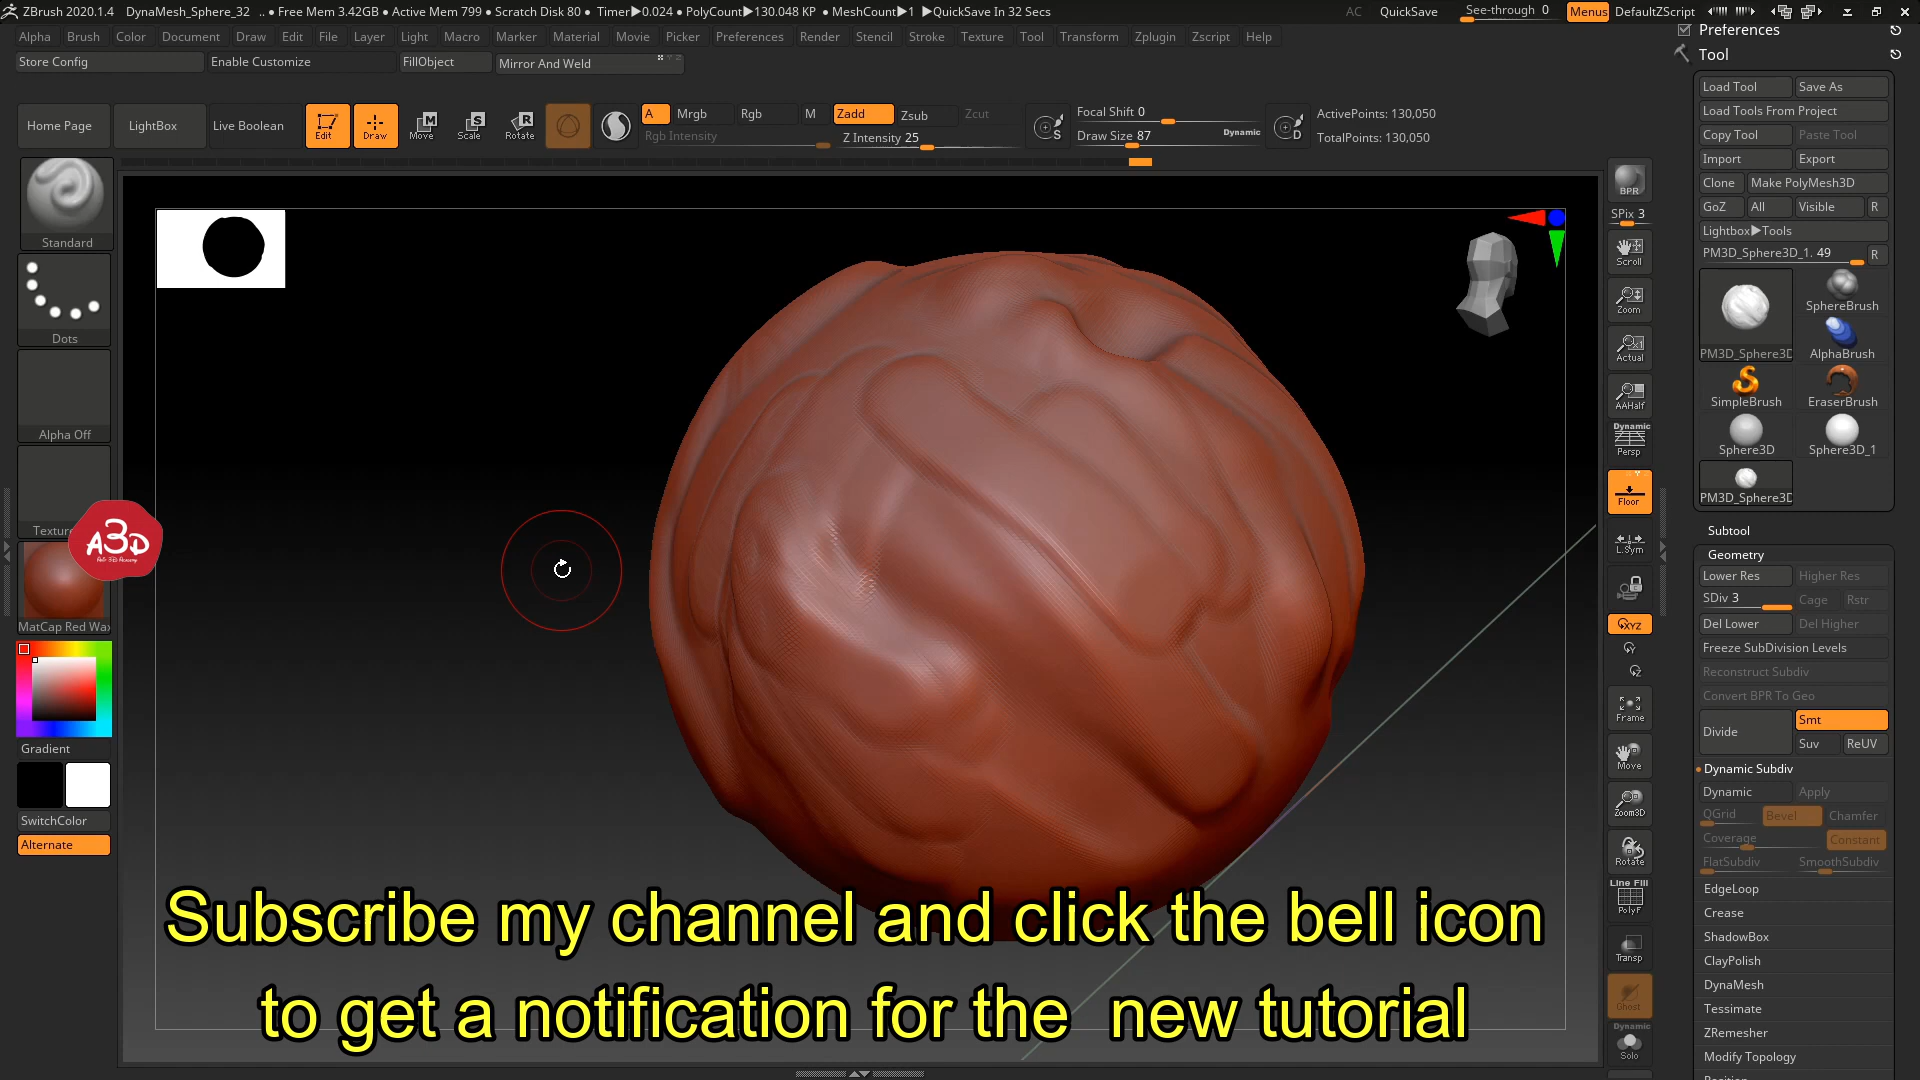 ZBrush 2020.1.4 DynaMesh_Sphere_32 .. • Free Mem 3.42GB • Active Mem 799 • Scratch Disk 80 • Timer▶0.024 • PolyCount▶130.048 KP • MeshCount▶1 ▶QuickSave In 32 Secs AC QuickSave See-through 0 Menus DefaultZScript
Alpha Brush Color Document Draw Edit File Layer Light Macro Marker Material Movie Picker Preferences Render Stencil Stroke Texture Tool Transform Zplugin Zscript Help
Store Config Enable Customize FillObject Mirror And Weld
Home Page LightBox Live Boolean Edit Draw Move Scale Rotate
M S R
A Mrgb Rgb M Zadd Zsub Zcut
Rgb Intensity Z Intensity 25
S Focal Shift 0
Draw Size 87 Dynamic
D ActivePoints: 130,050
TotalPoints: 130,050
Standard
Dots
Alpha Off
Texture
A3D
MatCap Red Wax
Gradient
SwitchColor
Alternate
BPR
SPix 3
Scroll
Zoom
Actual
AAHalf
Dynamic
Persp
Floor
L.Sym
XYZ
Y
Z
Frame
Move
Zoom3D
Rotate
Line Fill
PolyF
Transp
Ghost
Dynamic
Solo
Preferences
Tool
Load Tool Save As
Load Tools From Project
Copy Tool Paste Tool
Import Export
Clone Make PolyMesh3D
GoZ All Visible R
Lightbox▶Tools
PM3D_Sphere3D_1. 49 R
SphereBrush
PM3D_Sphere3D AlphaBrush
SimpleBrush EraserBrush
Sphere3D Sphere3D_1
PM3D_Sphere3D
Subtool
Geometry
Lower Res Higher Res
SDiv 3 Cage Rstr
Del Lower Del Higher
Freeze SubDivision Levels
Reconstruct Subdiv
Convert BPR To Geo
Divide Smt
Suv ReUV
Dynamic Subdiv
Dynamic Apply
QGrid Bevel Chamfer
Coverage Constant
FlatSubdiv SmoothSubdiv
EdgeLoop
Crease
ShadowBox
ClayPolish
DynaMesh
Tessimate
ZRemesher
Modify Topology
Subscribe my channel and click the bell icon
to get a notification for the new tutorial